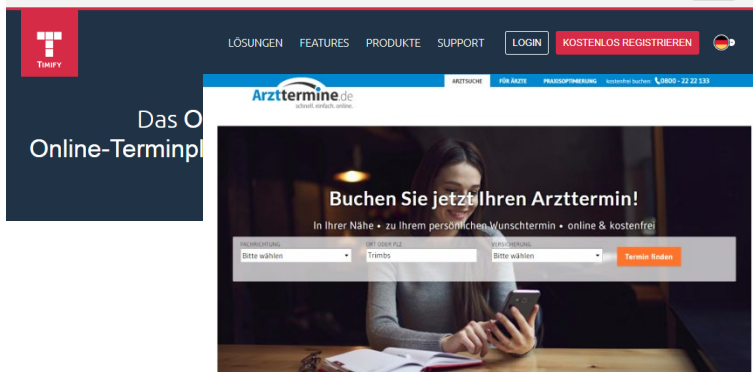 LÖSUNGEN FEATURES PRODUKTE SUPPORT LOGIN KOSTENLOS REGISTRIEREN
TIMIFY
Das O
Online-Terminpl
ARZTSUCHE FÜR ÄRZTE PRAXISOPTIMIERUNG kostenfrei buchen: 0800 - 22 22 133
Arzttermine.de
schnell. einfach. online.
Buchen Sie jetzt Ihren Arzttermin!
In Ihrer Nähe • zu Ihrem persönlichen Wunschtermin • online & kostenfrei
FACHRICHTUNG ORT ODER PLZ VERSICHERUNG
Bitte wählen Trimbs Bitte wählen Termin finden